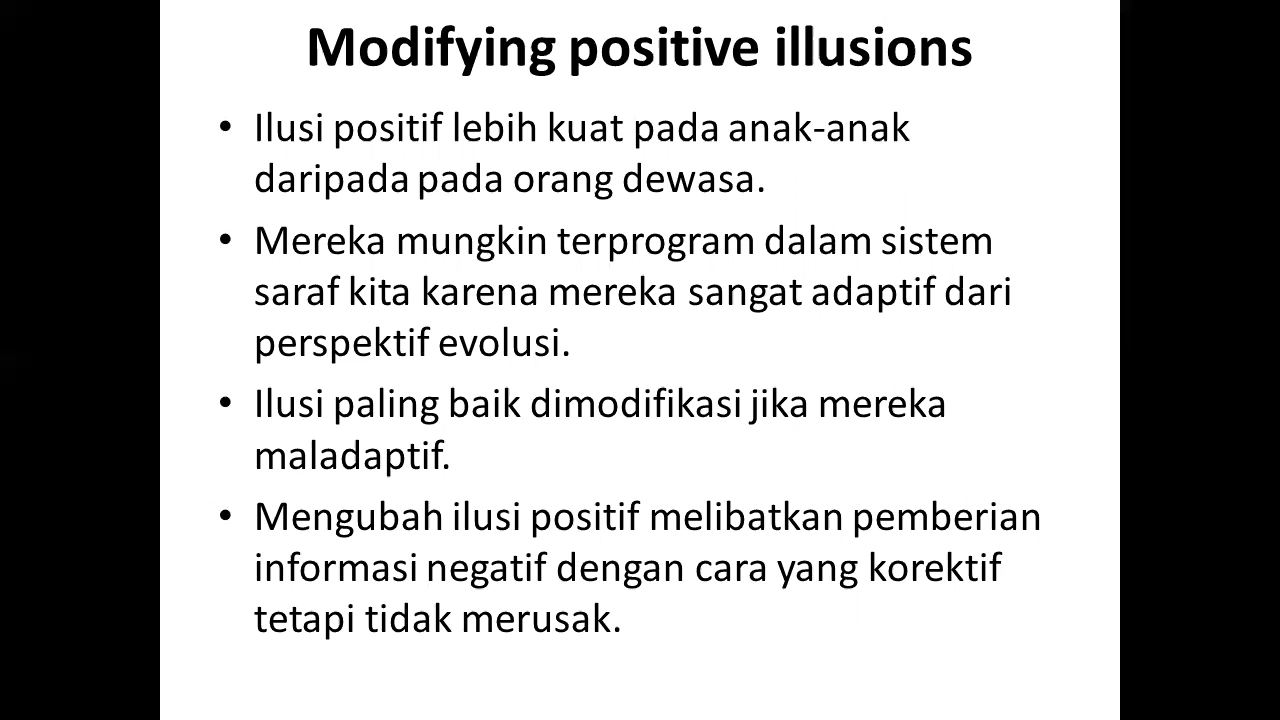 Modifying positive illusions
• Ilusi positif lebih kuat pada anak-anak
daripada pada orang dewasa.
• Mereka mungkin terprogram dalam sistem
saraf kita karena mereka sangat adaptif dari
perspektif evolusi.
• Ilusi paling baik dimodifikasi jika mereka
maladaptif.
• Mengubah ilusi positif melibatkan pemberian
informasi negatif dengan cara yang korektif
tetapi tidak merusak.